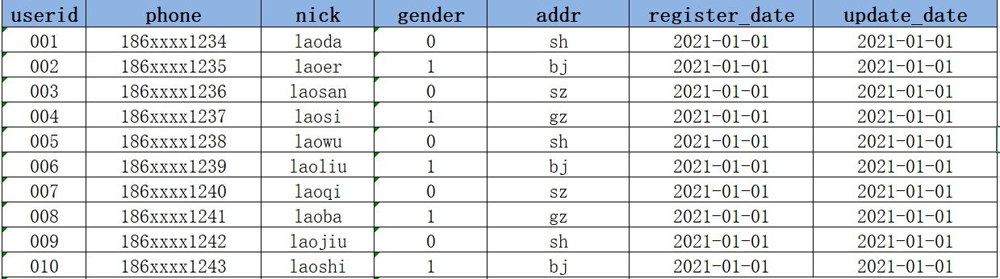 userid phone nick gender addr register_date update_date
001 186xxxx1234 laoda 0 sh 2021-01-01 2021-01-01
002 186xxxx1235 laoer 1 bj 2021-01-01 2021-01-01
003 186xxxx1236 laosan 0 sz 2021-01-01 2021-01-01
004 186xxxx1237 laosi 1 gz 2021-01-01 2021-01-01
005 186xxxx1238 laowu 0 sh 2021-01-01 2021-01-01
006 186xxxx1239 laoliu 1 bj 2021-01-01 2021-01-01
007 186xxxx1240 laoqi 0 sz 2021-01-01 2021-01-01
008 186xxxx1241 laoba 1 gz 2021-01-01 2021-01-01
009 186xxxx1242 laojiu 0 sh 2021-01-01 2021-01-01
010 186xxxx1243 laoshi 1 bj 2021-01-01 2021-01-01